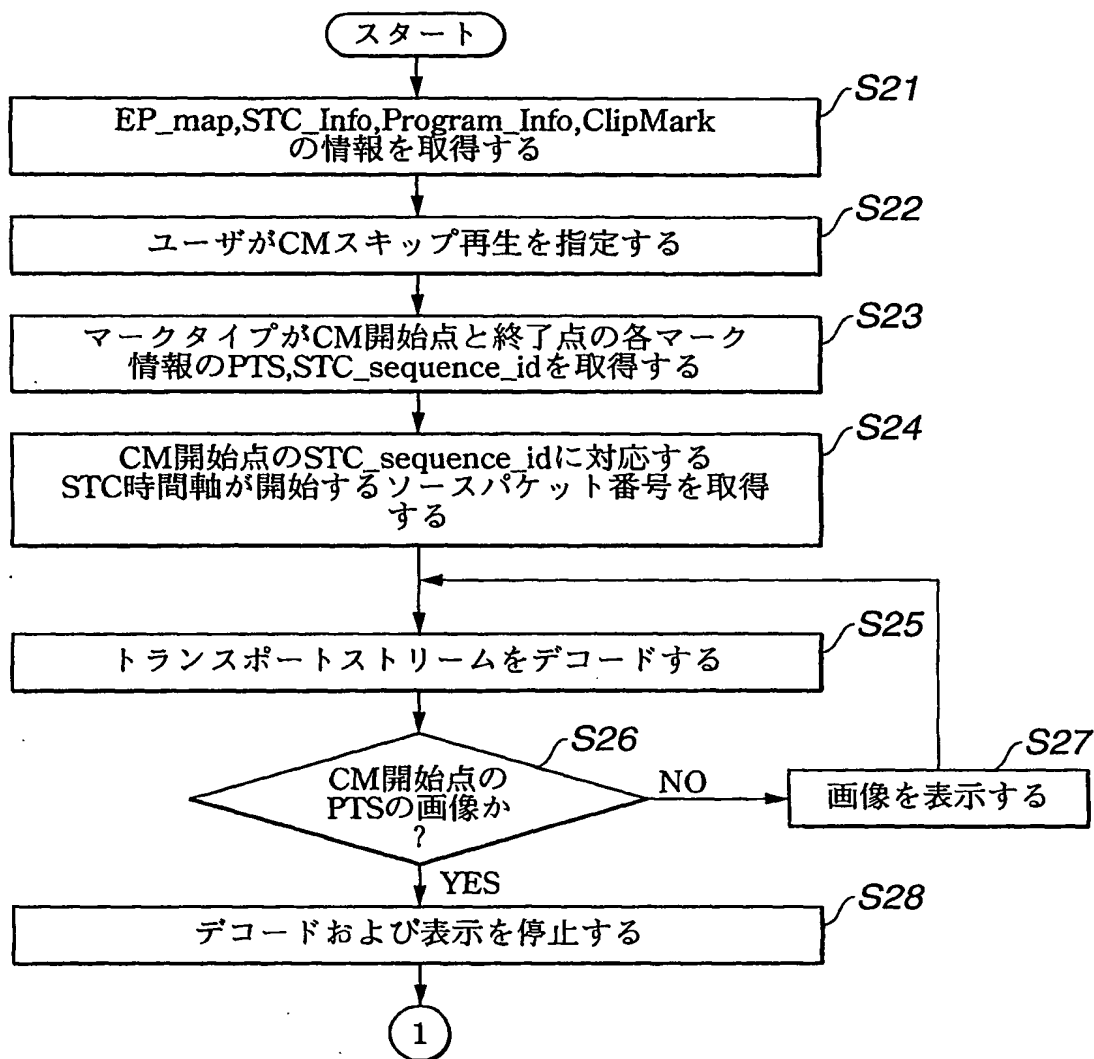 スタート
S21
EP_map,STC_Info,Program_Info,ClipMark
の情報を取得する
S22
ユーザがCMスキップ再生を指定する
S23
マークタイプがCM開始点と終了点の各マーク
情報のPTS,STC_sequence_idを取得する
S24
CM開始点のSTC_sequence_idに対応する
STC時間軸が開始するソースパケット番号を取得
する
S25
トランスポートストリームをデコードする
S26
CM開始点の
PTSの画像か
?
NO
S27
画像を表示する
YES
S28
デコードおよび表示を停止する
1